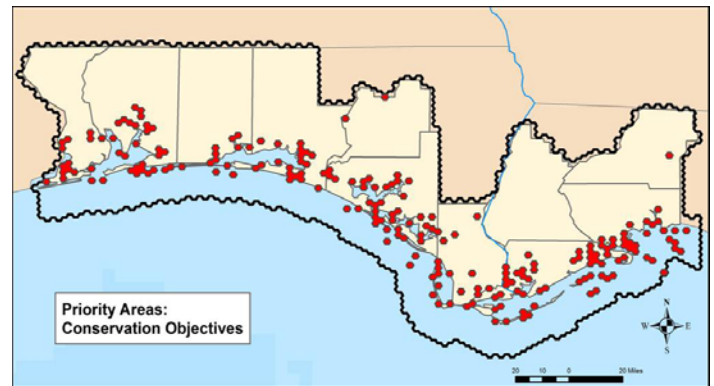 Priority Areas:
Conservation Objectives
N
W E
S
20 10 0 20 Miles